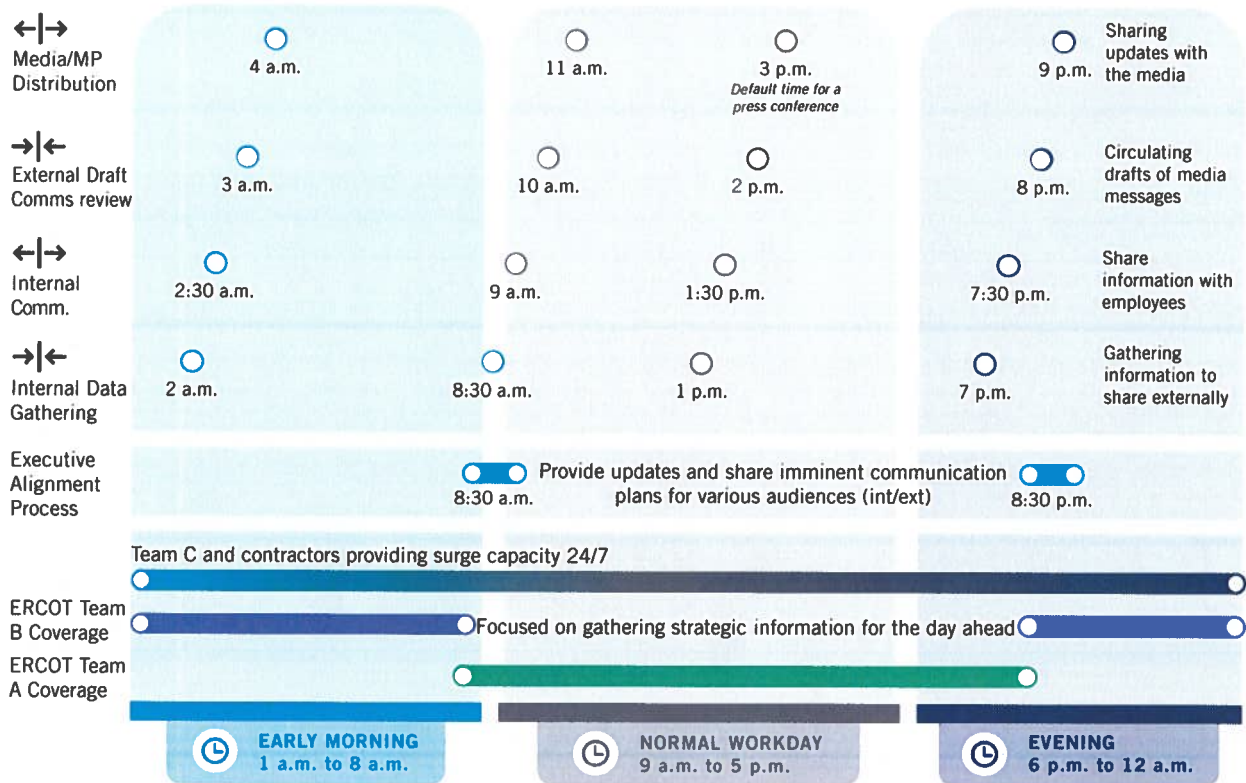 Media/MP
Distribution
4 a.m.
11 a.m.
3 p.m.
Default time for a
press conference
9 p.m.
Sharing
updates with
the media
External Draft
Comms review
3 a.m.
10 a.m.
2 p.m.
8 p.m.
Circulating
drafts of media
messages
Internal
Comm.
2:30 a.m.
9 a.m.
1:30 p.m.
7:30 p.m.
Share
information with
employees
Internal Data
Gathering
2 a.m.
8:30 a.m.
1 p.m.
7 p.m.
Gathering
information to
share externally
Executive
Alignment
Process
8:30 a.m.
Provide updates and share imminent communication
plans for various audiences (int/ext)
8:30 p.m.
Team C and contractors providing surge capacity 24/7
ERCOT Team
B Coverage
Focused on gathering strategic information for the day ahead
ERCOT Team
A Coverage
EARLY MORNING
1 a.m. to 8 a.m.
NORMAL WORKDAY
9 a.m. to 5 p.m.
EVENING
6 p.m. to 12 a.m.